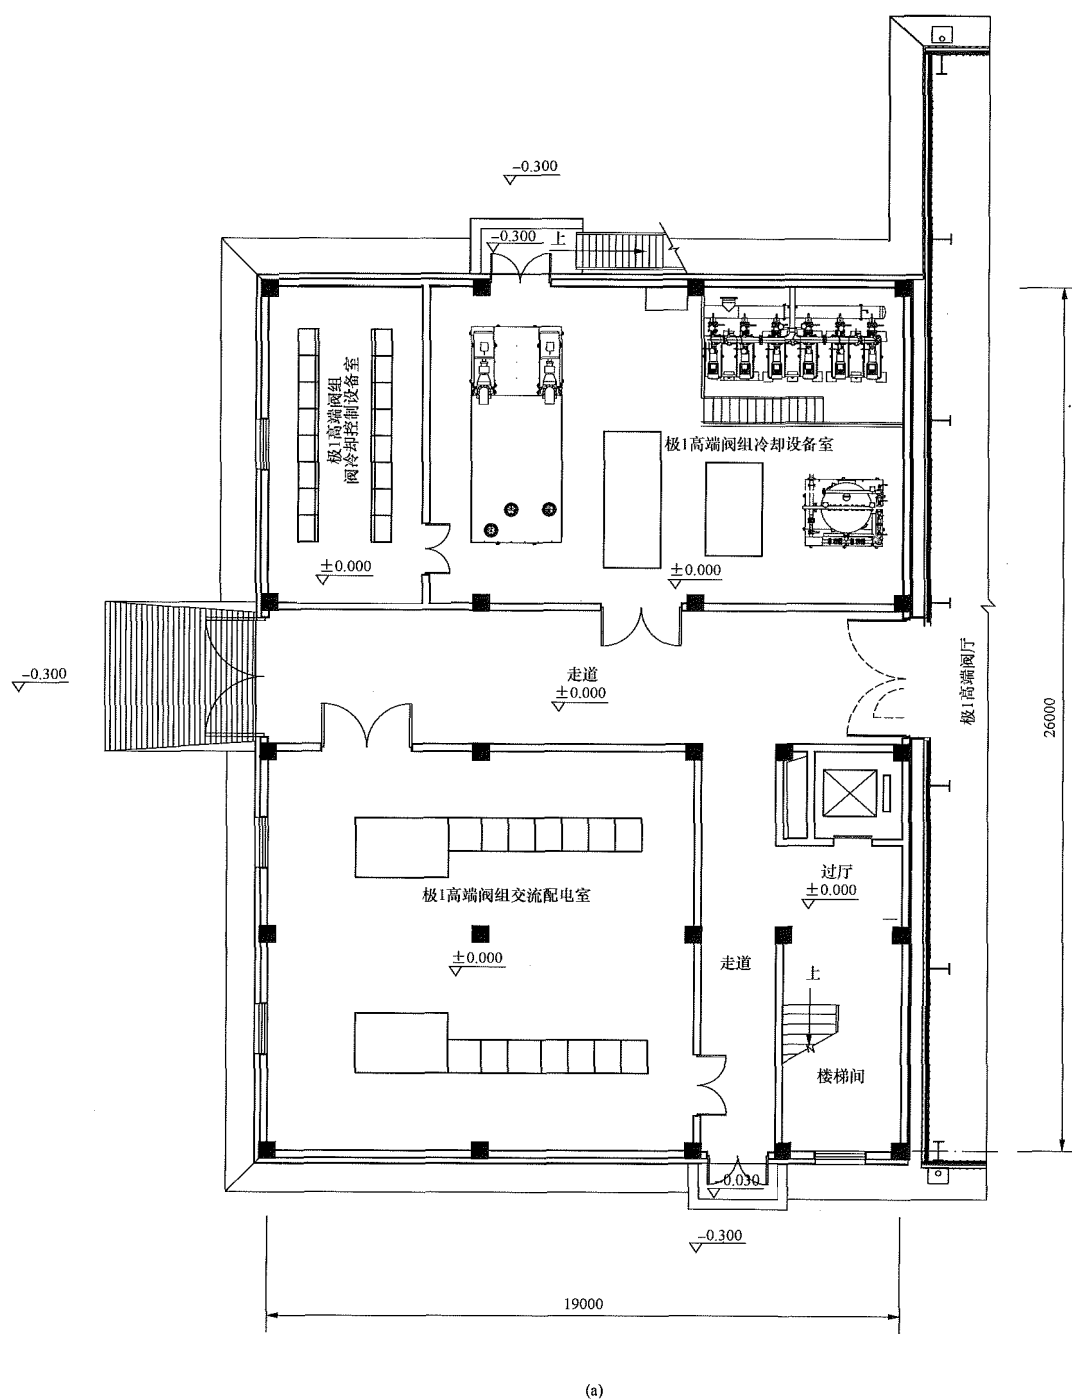 -0.300
-0.300
上
极1高端阀组
阀冷却控制设备室
极1高端阀组冷却设备室
±0.000
±0.000
-0.300
走道
±0.000
极1高端阀厅
26000
过厅
±0.000
极1高端阀组交流配电室
±0.000
走道
上
楼梯间
-0.030
-0.300
19000
(a)